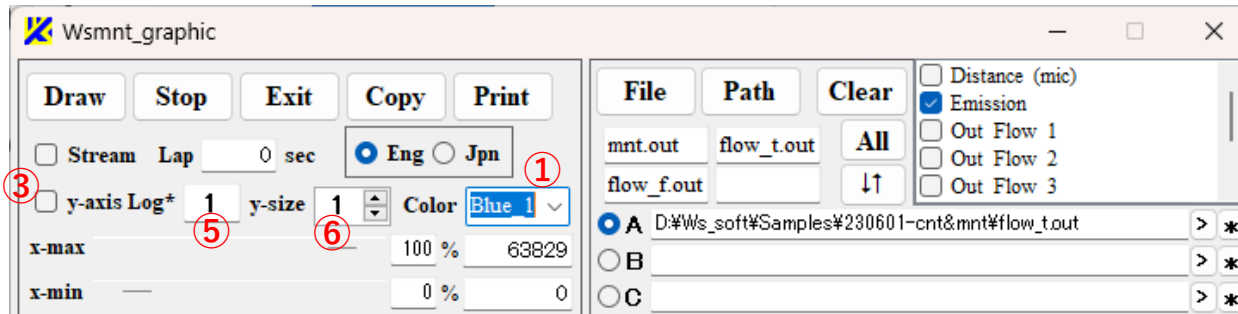 Wsmnt_graphic
Draw Stop Exit Copy Print
Stream Lap 0 sec Eng Jpn
①
③ y-axis Log* 1 y-size 1 Color Blue_1
⑤ ⑥
x-max 100 % 63829
x-min 0 % 0
File Path Clear
mnt.out flow_t.out All
flow_f.out ↓↑
Distance (mic)
Emission
Out Flow 1
Out Flow 2
Out Flow 3
A D:¥Ws_soft¥Samples¥230601-cnt&mnt¥flow_t.out > *
B > *
C > *